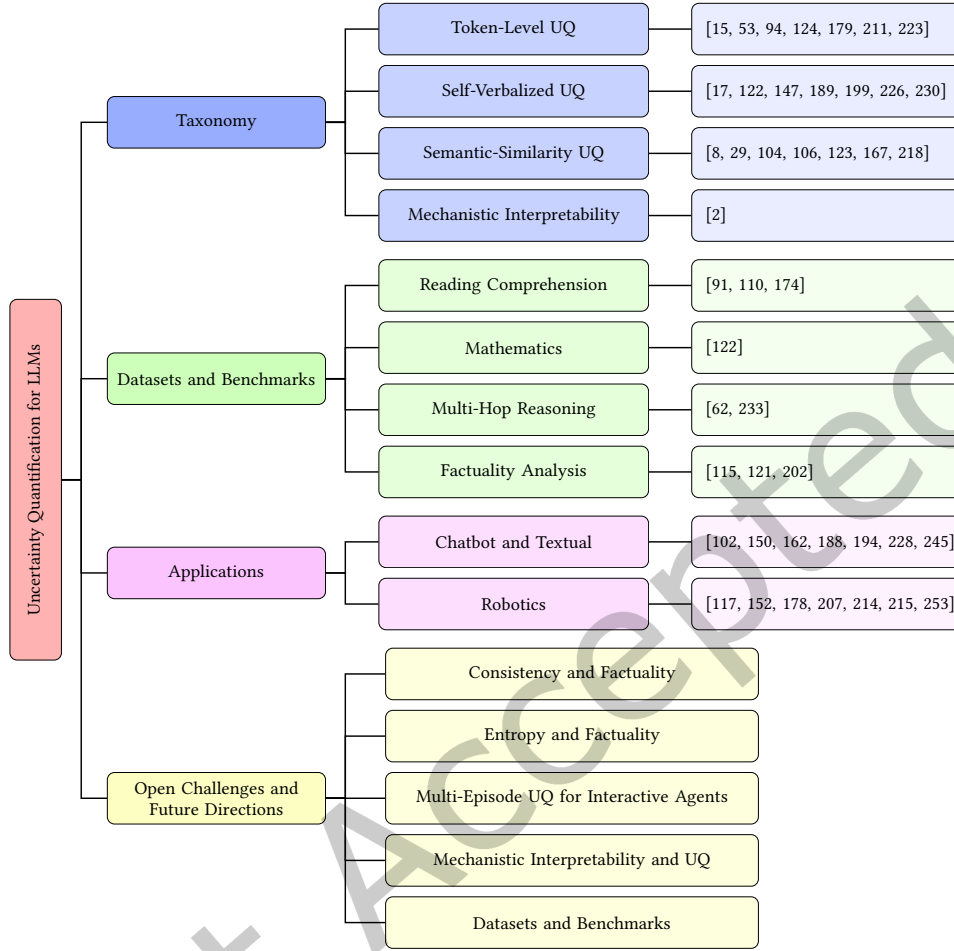 Uncertainty Quantification for LLMs
Taxonomy
Token-Level UQ
[15, 53, 94, 124, 179, 211, 223]
Self-Verbalized UQ
[17, 122, 147, 189, 199, 226, 230]
Semantic-Similarity UQ
[8, 29, 104, 106, 123, 167, 218]
Mechanistic Interpretability
[2]
Datasets and Benchmarks
Reading Comprehension
[91, 110, 174]
Mathematics
[122]
Multi-Hop Reasoning
[62, 233]
Factuality Analysis
[115, 121, 202]
Applications
Chatbot and Textual
[102, 150, 162, 188, 194, 228, 245]
Robotics
[117, 152, 178, 207, 214, 215, 253]
Open Challenges and
Future Directions
Consistency and Factuality
Entropy and Factuality
Multi-Episode UQ for Interactive Agents
Mechanistic Interpretability and UQ
Datasets and Benchmarks
Accepted